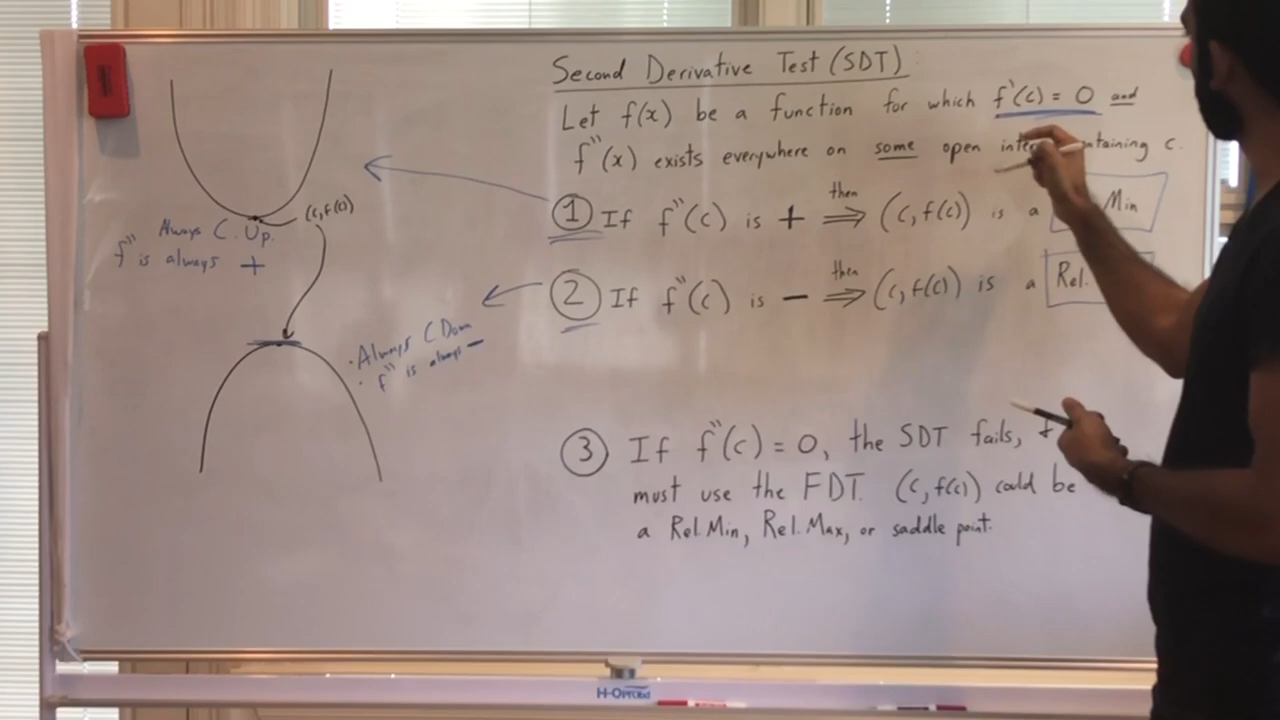 Second Derivative Test (SDT)
Let f(x) be a function for which f'(c) = 0 and
f''(x) exists everywhere on some open containing c.
① If f''(c) is + then ⟹ (c, f(c)) is a Min
② If f''(c) is − then ⟹ (c, f(c)) is a Rel.
③ If f''(c) = 0, the SDT fails,
must use the FDT. (c, f(c)) could be
a Rel. Min, Rel. Max, or saddle point.
(c, f(c))
Always C. Up.
f'' is always +
· Always C Down
· f'' is always −